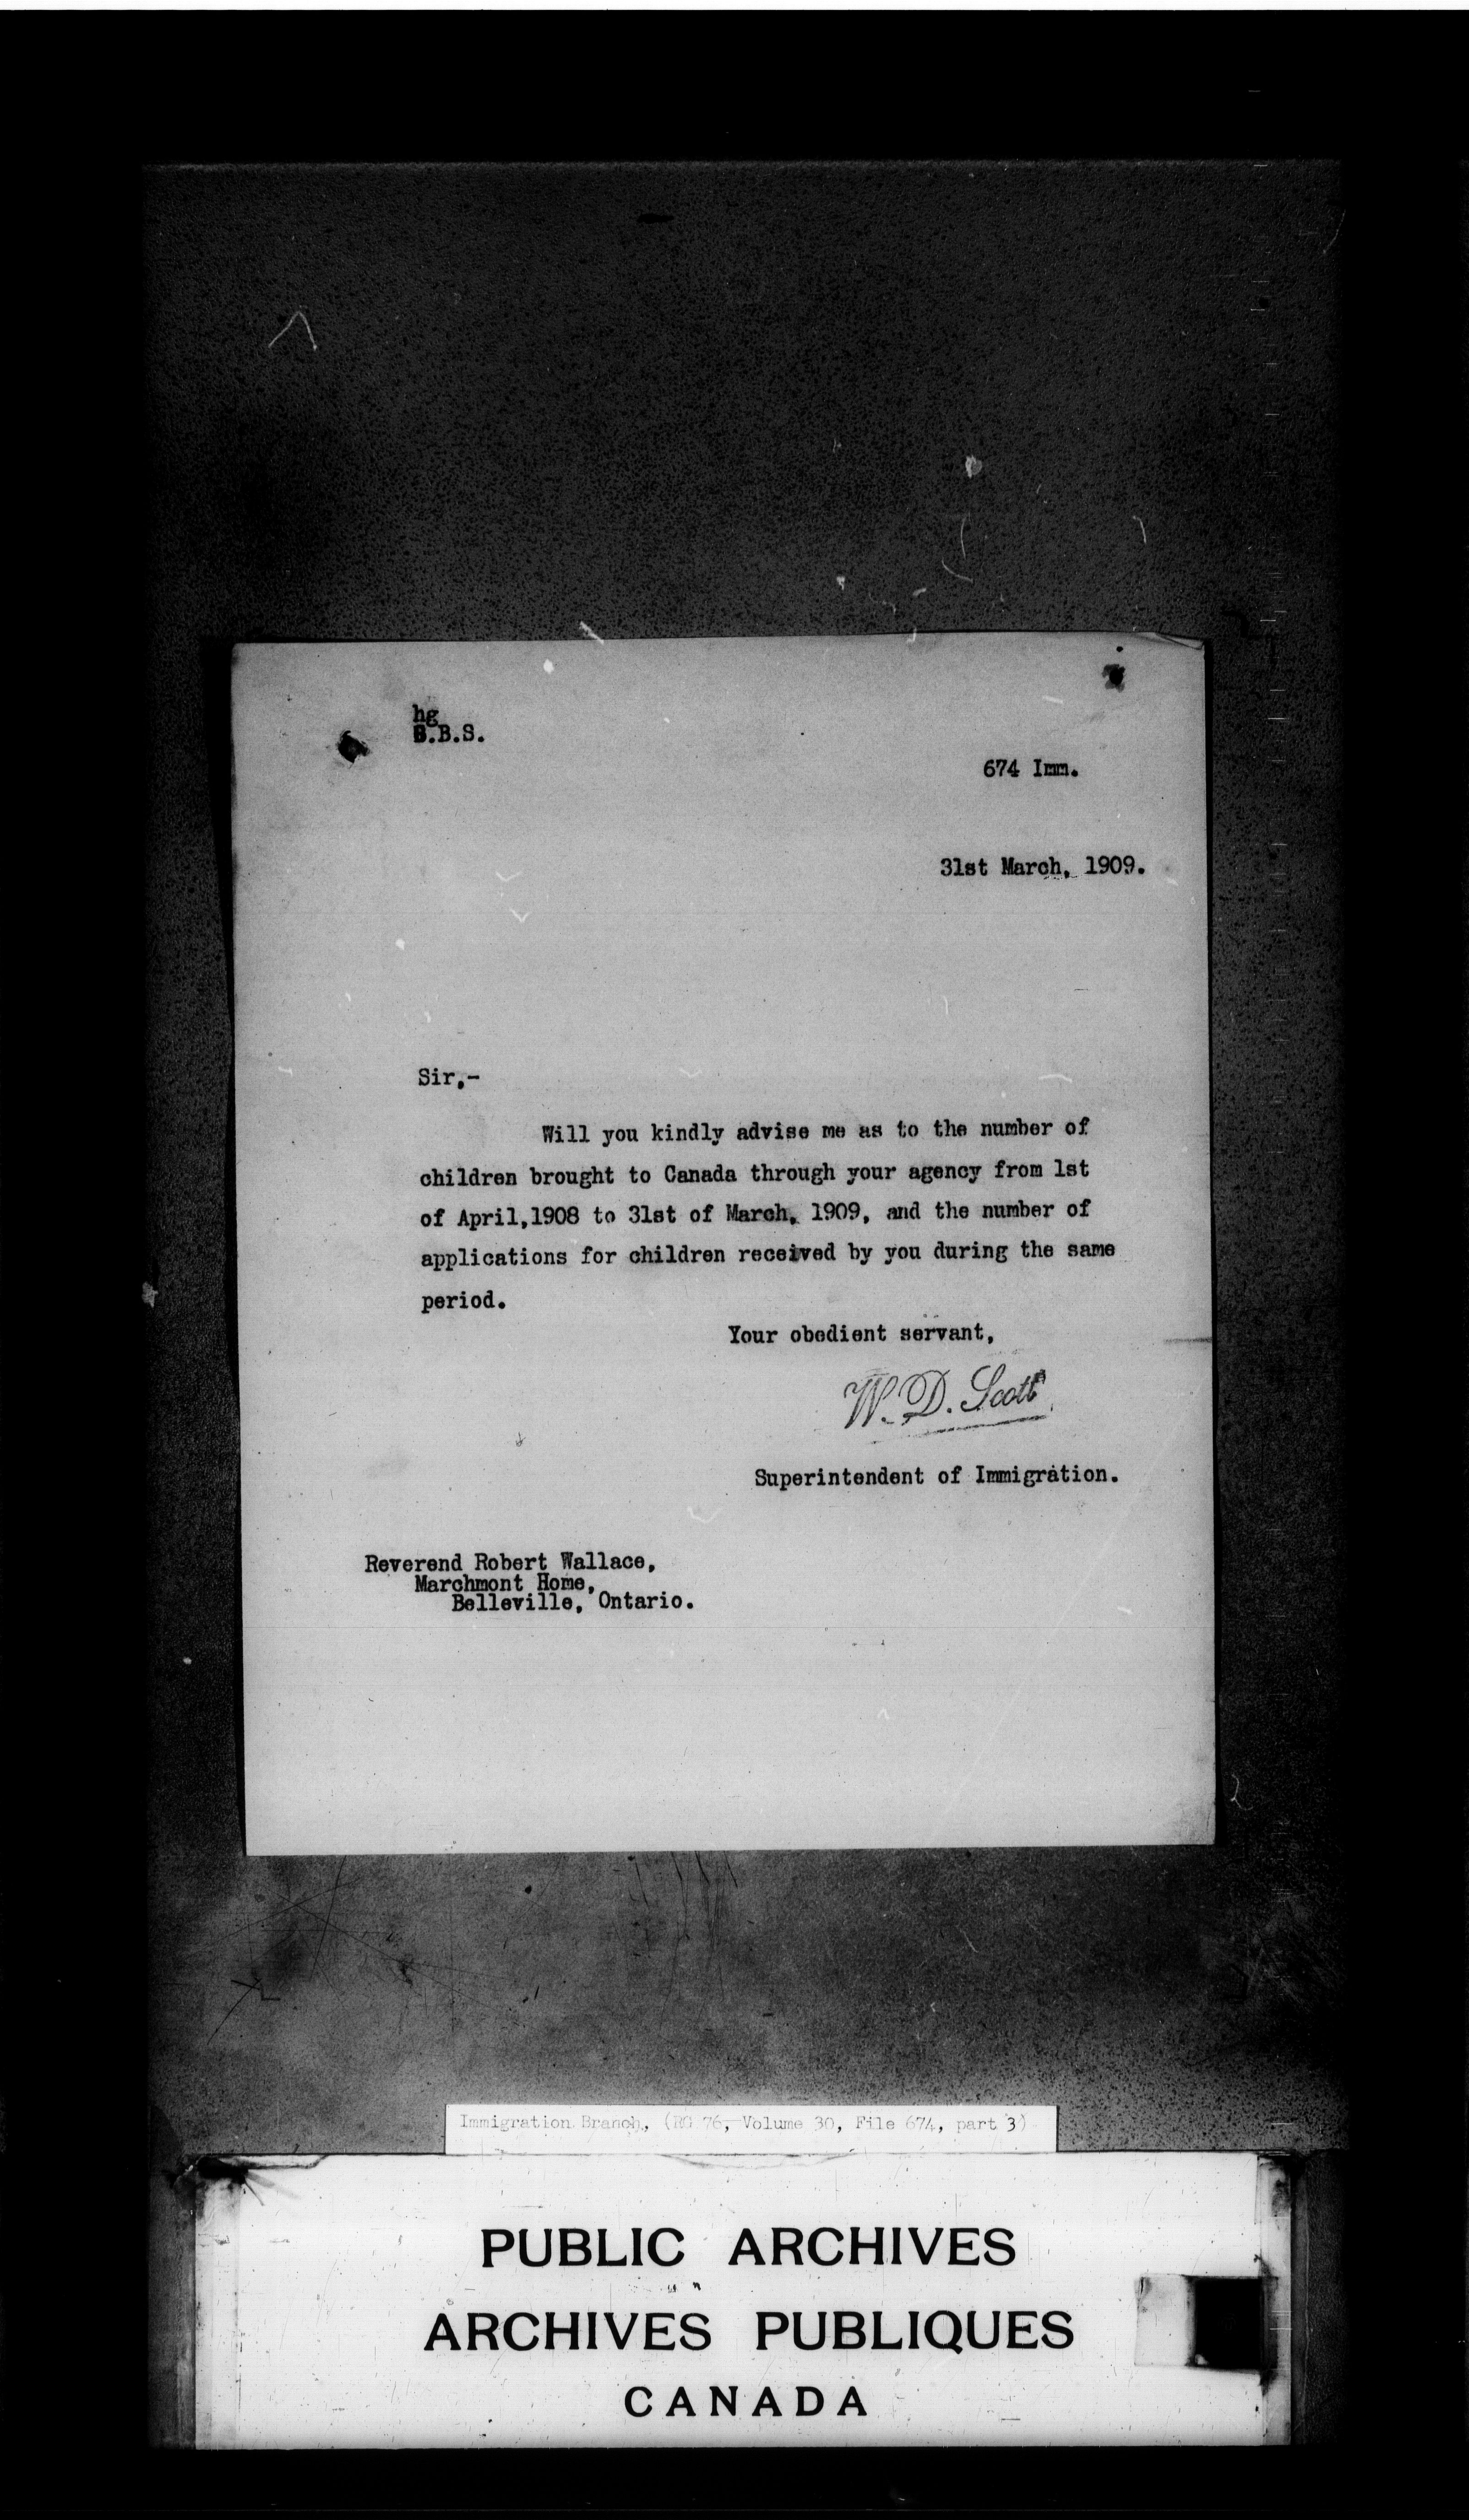 hg
B.B.S.
674 Imm.
31st March, 1909.
Sir,-
Will you kindly advise me as to the number of
children brought to Canada through your agency from 1st
of April,1908 to 31st of March, 1909, and the number of
applications for children received by you during the same
period.
Your obedient servant,
W. D. Scott
Superintendent of Immigration.
Reverend Robert Wallace,
Marchmont Home,
Belleville, Ontario.
Immigration Branch, (RG 76, Volume 30, File 674, part 3)
PUBLIC ARCHIVES
ARCHIVES PUBLIQUES
CANADA